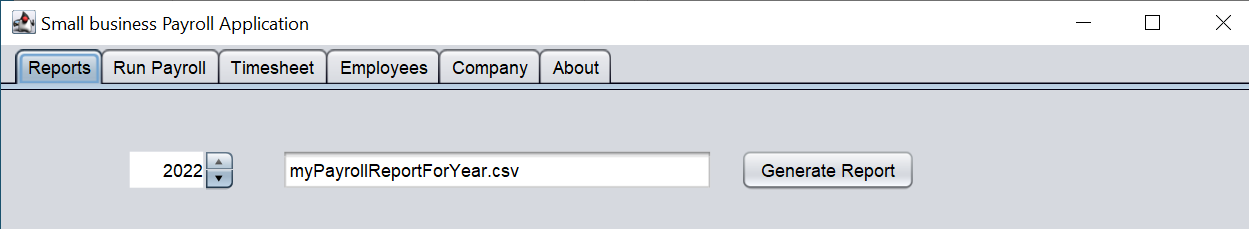 Small business Payroll Application
Reports Run Payroll Timesheet Employees Company About
2022 myPayrollReportForYear.csv Generate Report